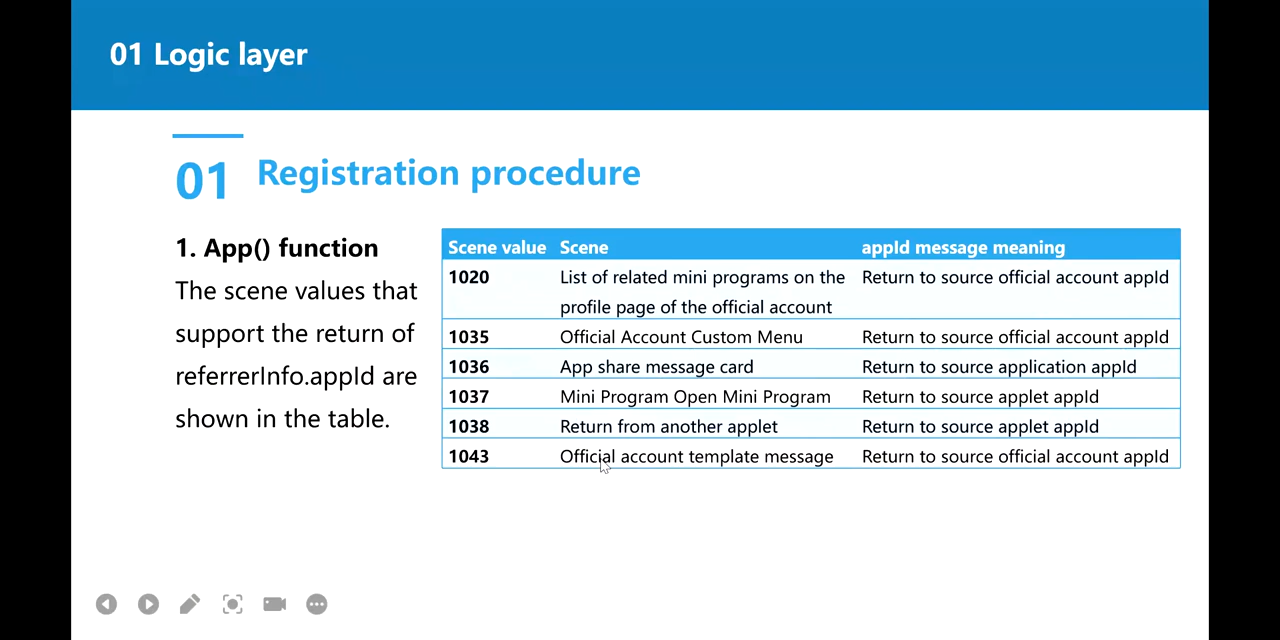 01 Logic layer
01 Registration procedure
1. App() function
The scene values that
support the return of
referrerInfo.appId are
shown in the table.
Scene value Scene appId message meaning
1020 List of related mini programs on the Return to source official account appId
profile page of the official account
1035 Official Account Custom Menu Return to source official account appId
1036 App share message card Return to source application appId
1037 Mini Program Open Mini Program Return to source applet appId
1038 Return from another applet Return to source applet appId
1043 Official account template message Return to source official account appId